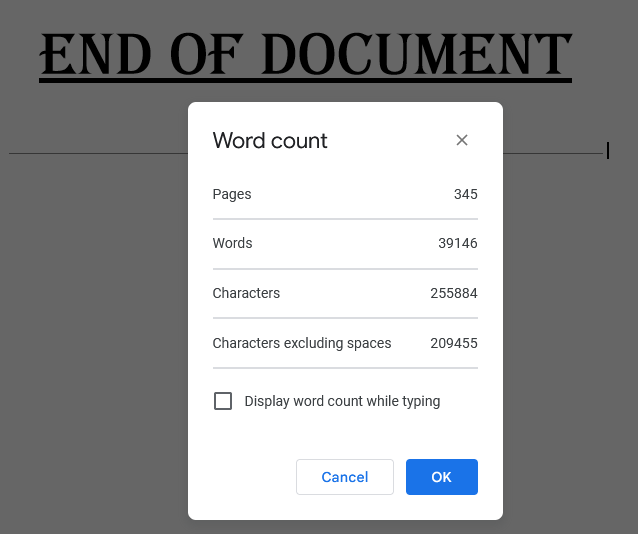 END OF DOCUMENT
Word count
Pages 345
Words 39146
Characters 255884
Characters excluding spaces 209455
Display word count while typing
Cancel OK